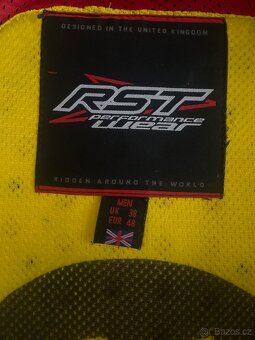 DESIGNED IN THE UNITED KINGDOM
RST
performance
wear
RIDDEN AROUND THE WORLD
MEN
UK 38
EUR 48
Bazos.cz